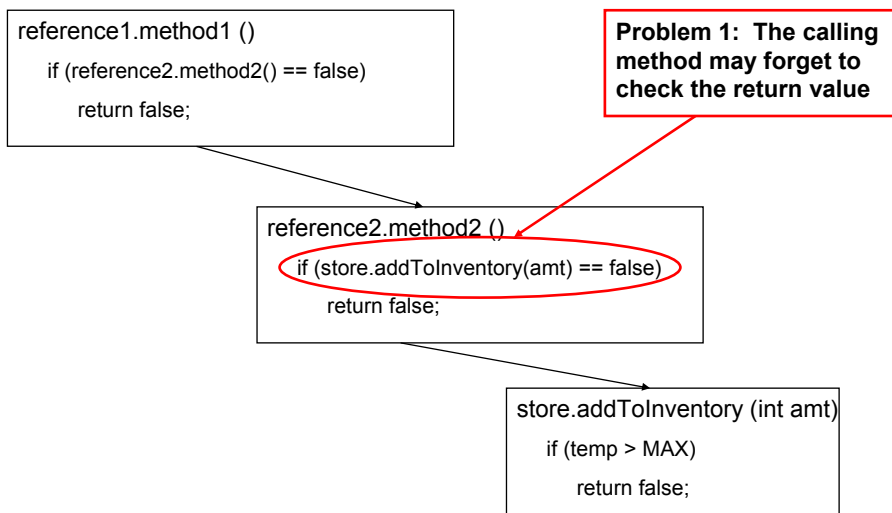 reference1.method1 ()
if (reference2.method2() == false)
return false;
Problem 1: The calling
method may forget to
check the return value
reference2.method2 ()
if (store.addToInventory(amt) == false)
return false;
store.addToInventory (int amt)
if (temp > MAX)
return false;